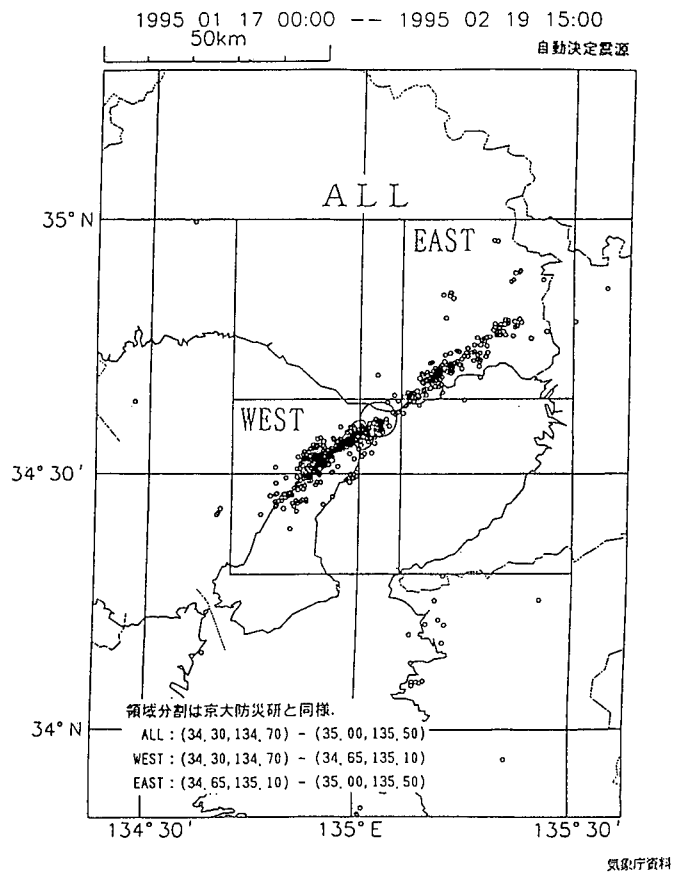 1995 01 17 00:00 -- 1995 02 19 15:00
50km
自動決定震源
ALL
35°N
EAST
WEST
34°30'
領域分割は京大防災研と同様.
ALL : (34.30,134.70) - (35.00,135.50)
34°N
WEST : (34.30,134.70) - (34.65,135.10)
EAST : (34.65,135.10) - (35.00,135.50)
134°30'
135°E
135°30'
気象庁資料